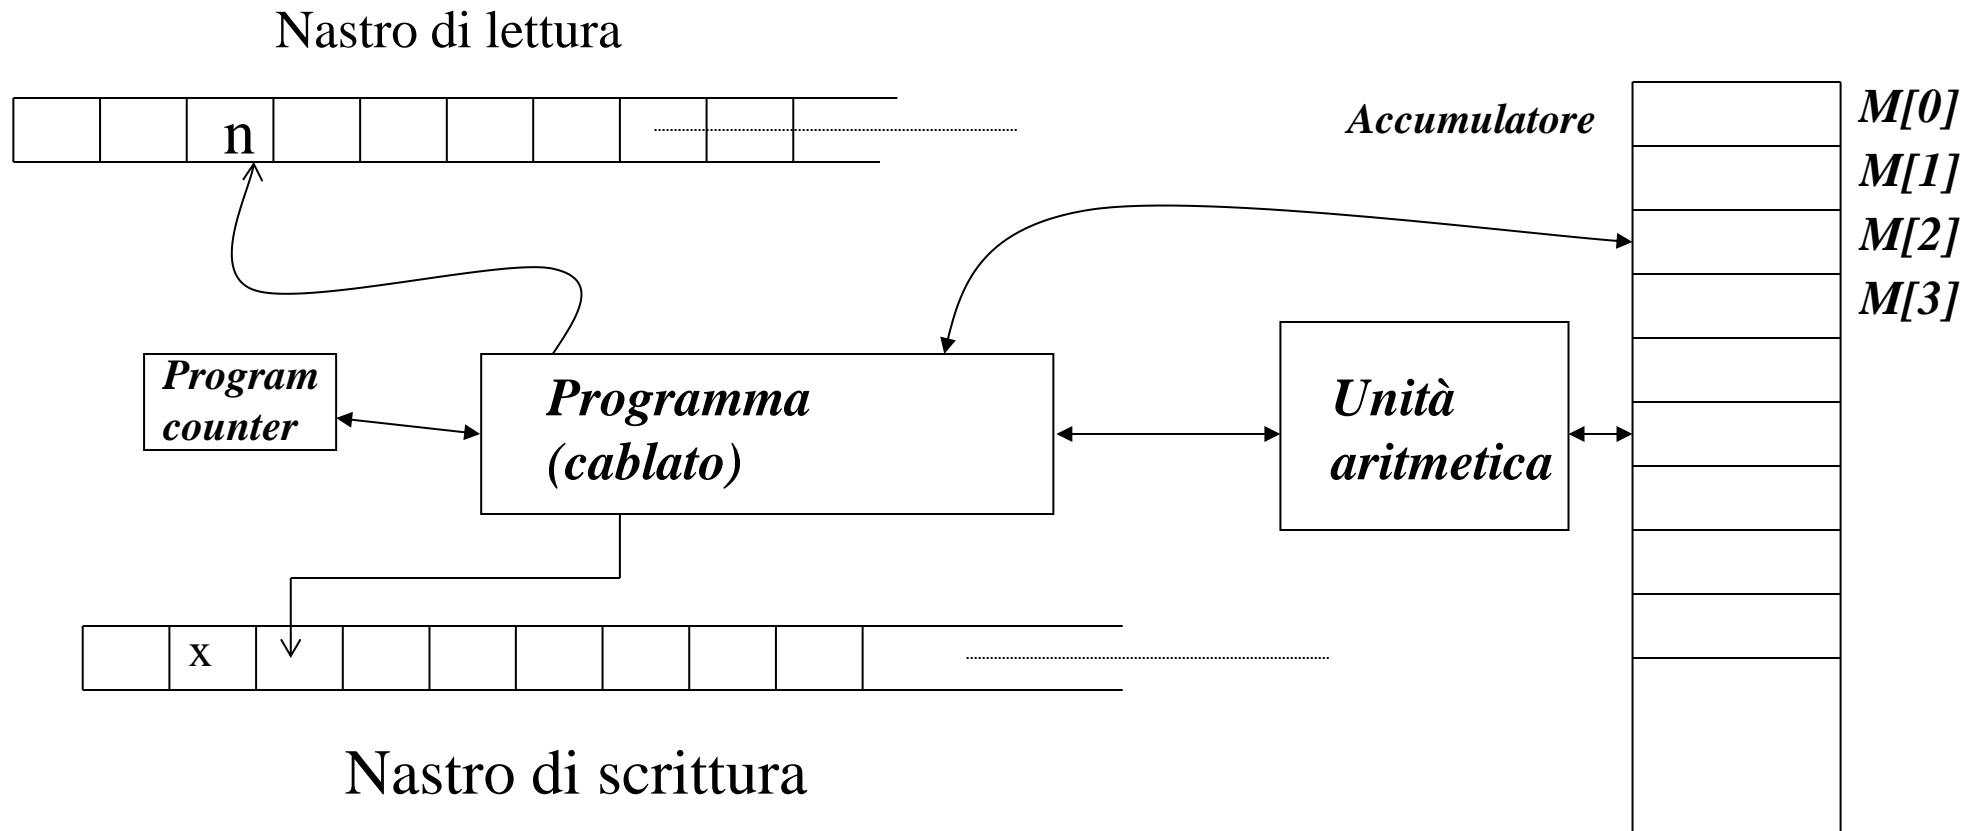 Nastro di lettura
n
Accumulatore
M[0]
M[1]
M[2]
M[3]
Program
counter
Programma
(cablato)
Unità
aritmetica
x
Nastro di scrittura